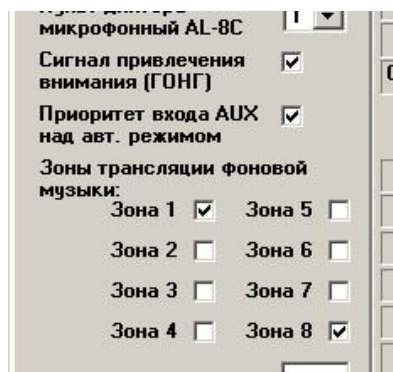 микрофонный AL-8C
Сигнал привлечения
внимания (ГОНГ)
Приоритет входа AUX
над авт. режимом
Зоны трансляции фоновой
музыки:
Зона 1 Зона 5
Зона 2 Зона 6
Зона 3 Зона 7
Зона 4 Зона 8